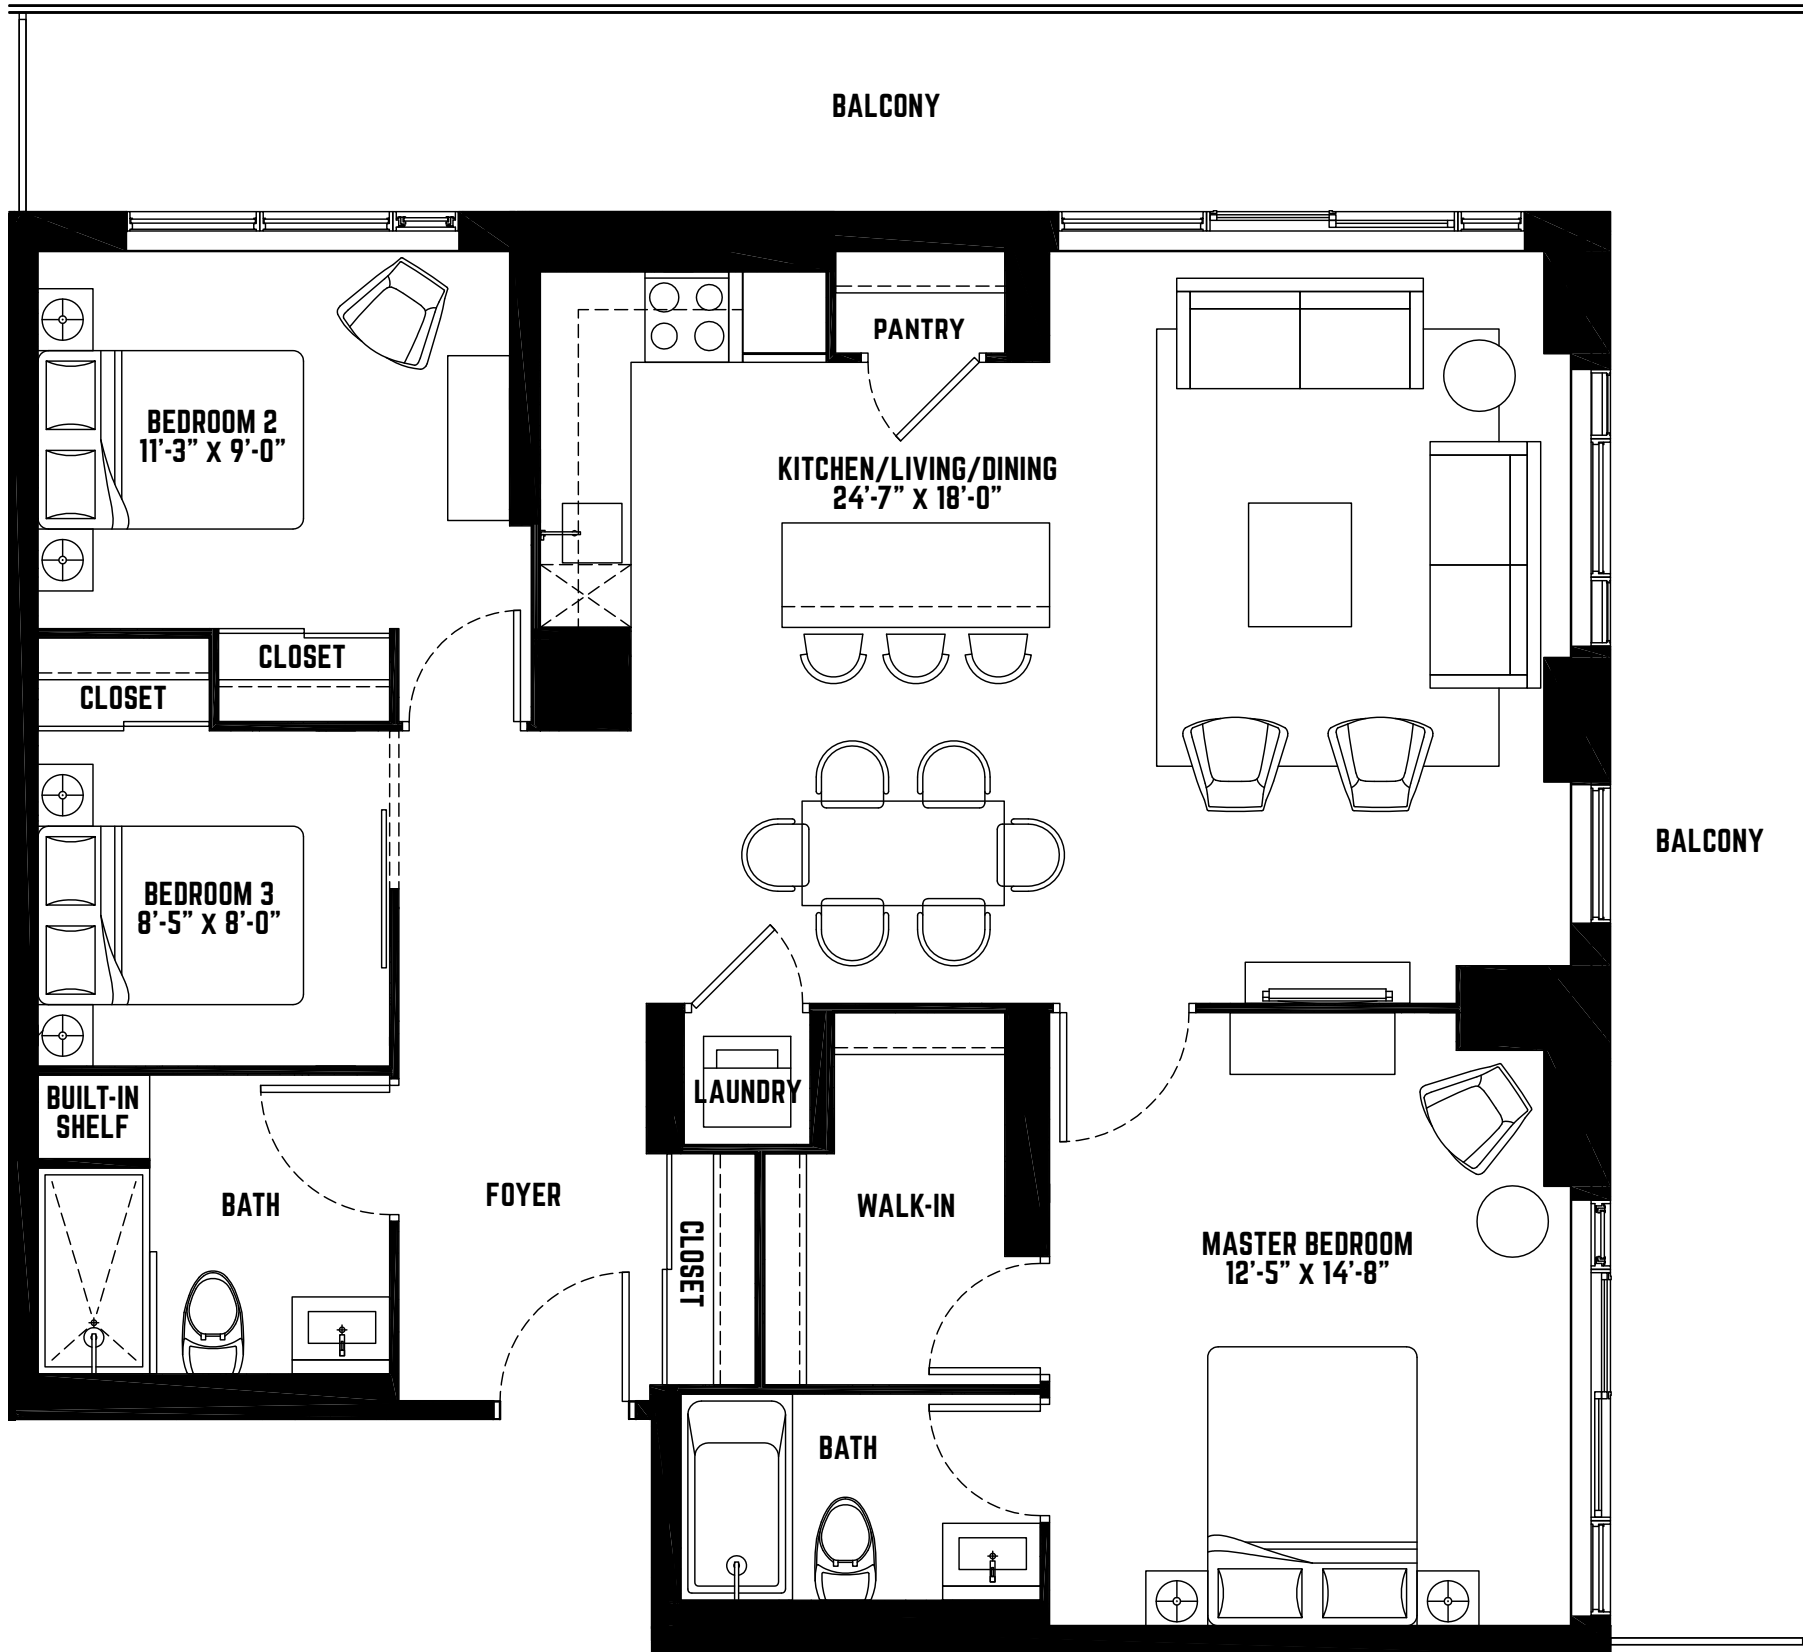 BALCONY
PANTRY
BEDROOM 2
11'-3" X 9'-0"
KITCHEN/LIVING/DINING
24'-7" X 18'-0"
CLOSET
CLOSET
BALCONY
BEDROOM 3
8'-5" X 8'-0"
LAUNDRY
BUILT-IN
SHELF
BATH
FOYER
CLOSET
WALK-IN
MASTER BEDROOM
12'-5" X 14'-8"
BATH